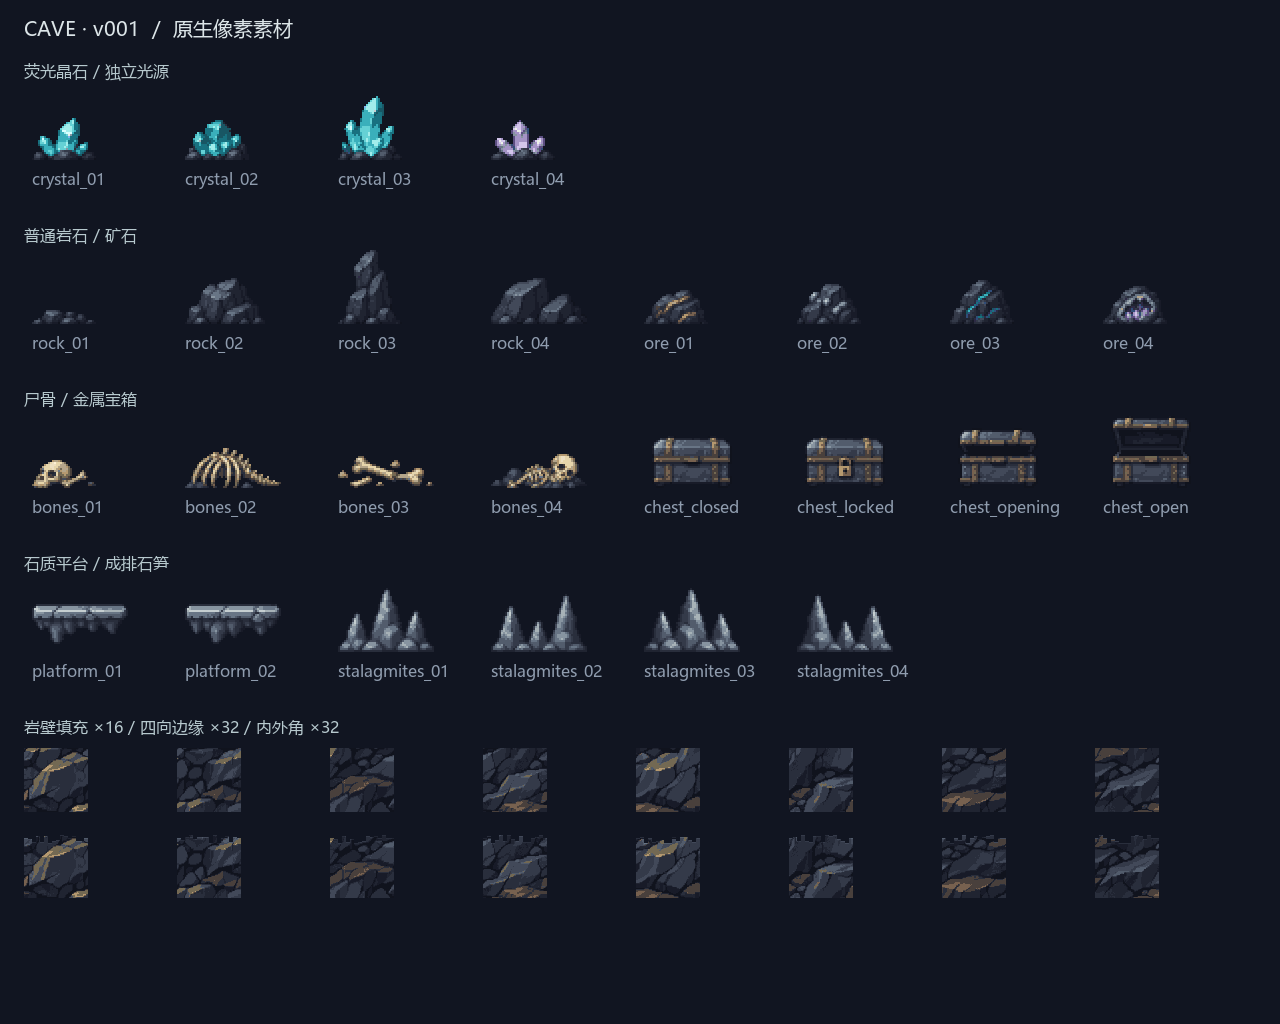 CAVE · v001 / 原生像素素材
荧光晶石 / 独立光源
crystal_01 crystal_02 crystal_03 crystal_04
普通岩石 / 矿石
rock_01 rock_02 rock_03 rock_04 ore_01 ore_02 ore_03 ore_04
尸骨 / 金属宝箱
bones_01 bones_02 bones_03 bones_04 chest_closed chest_locked chest_opening chest_open
石质平台 / 成排石笋
platform_01 platform_02 stalagmites_01 stalagmites_02 stalagmites_03 stalagmites_04
岩壁填充 ×16 / 四向边缘 ×32 / 内外角 ×32